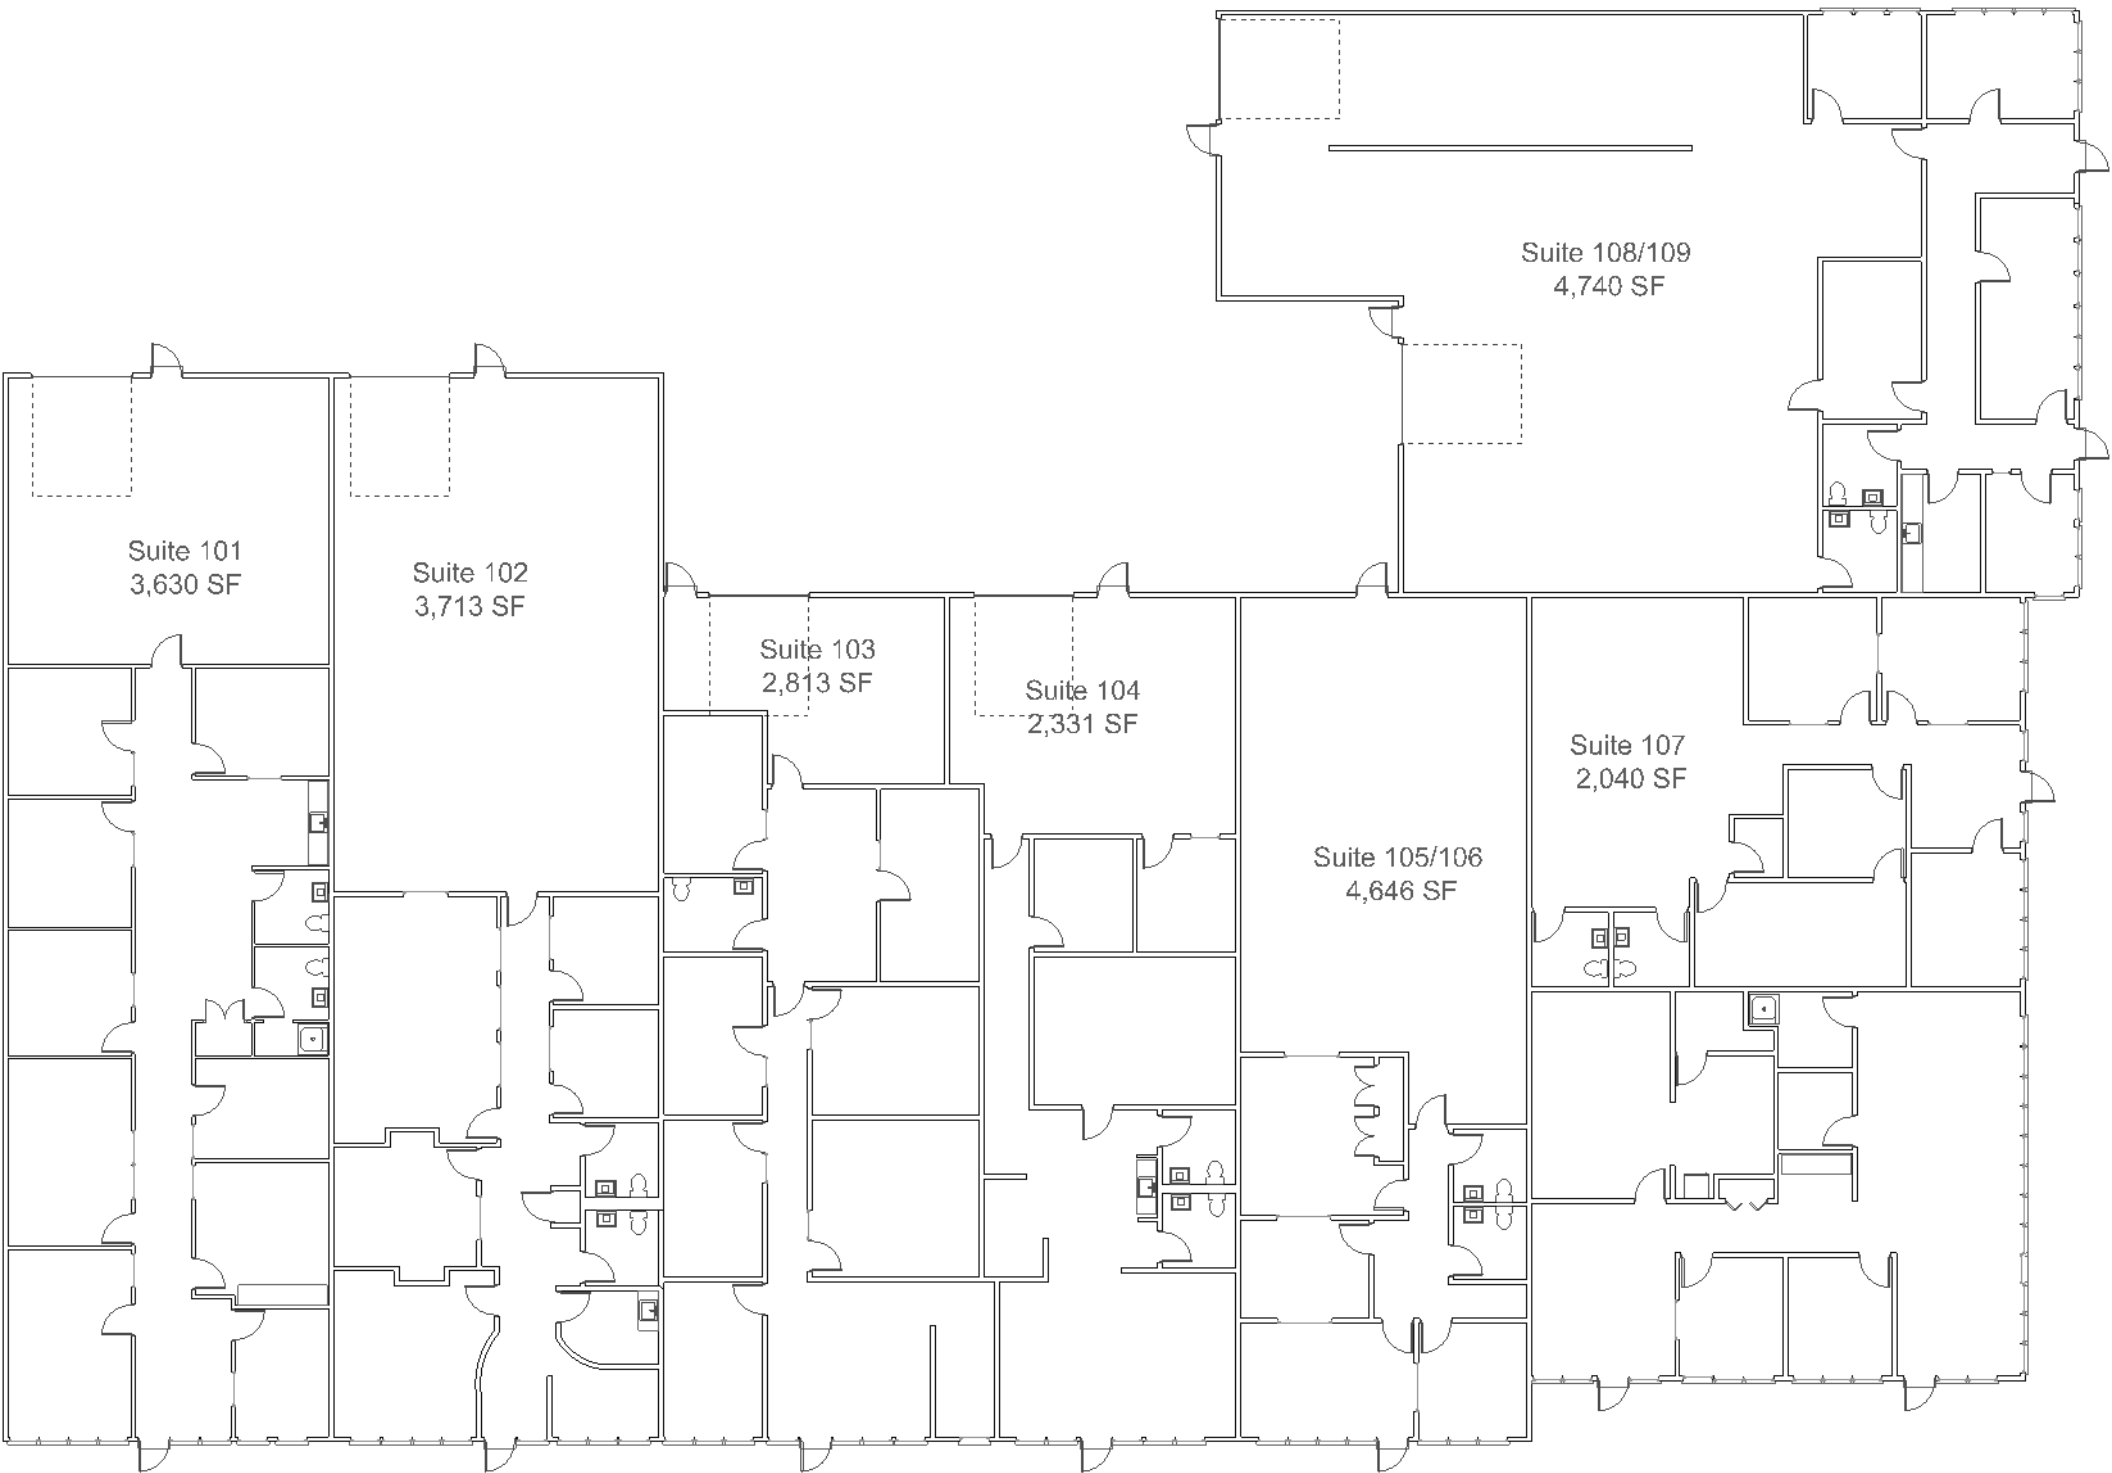 Suite 108/109
4,740 SF
Suite 101
3,630 SF
Suite 102
3,713 SF
Suite 103
2,813 SF
Suite 104
2,331 SF
Suite 107
2,040 SF
Suite 105/106
4,646 SF